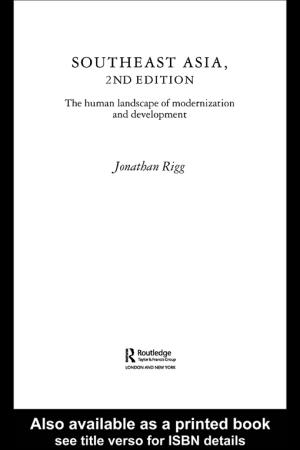 SOUTHEAST ASIA,
2ND EDITION
The human landscape of modernization
and development
Jonathan Rigg
Routledge
Taylor & Francis Group
LONDON AND NEW YORK
Also available as a printed book
see title verso for ISBN details